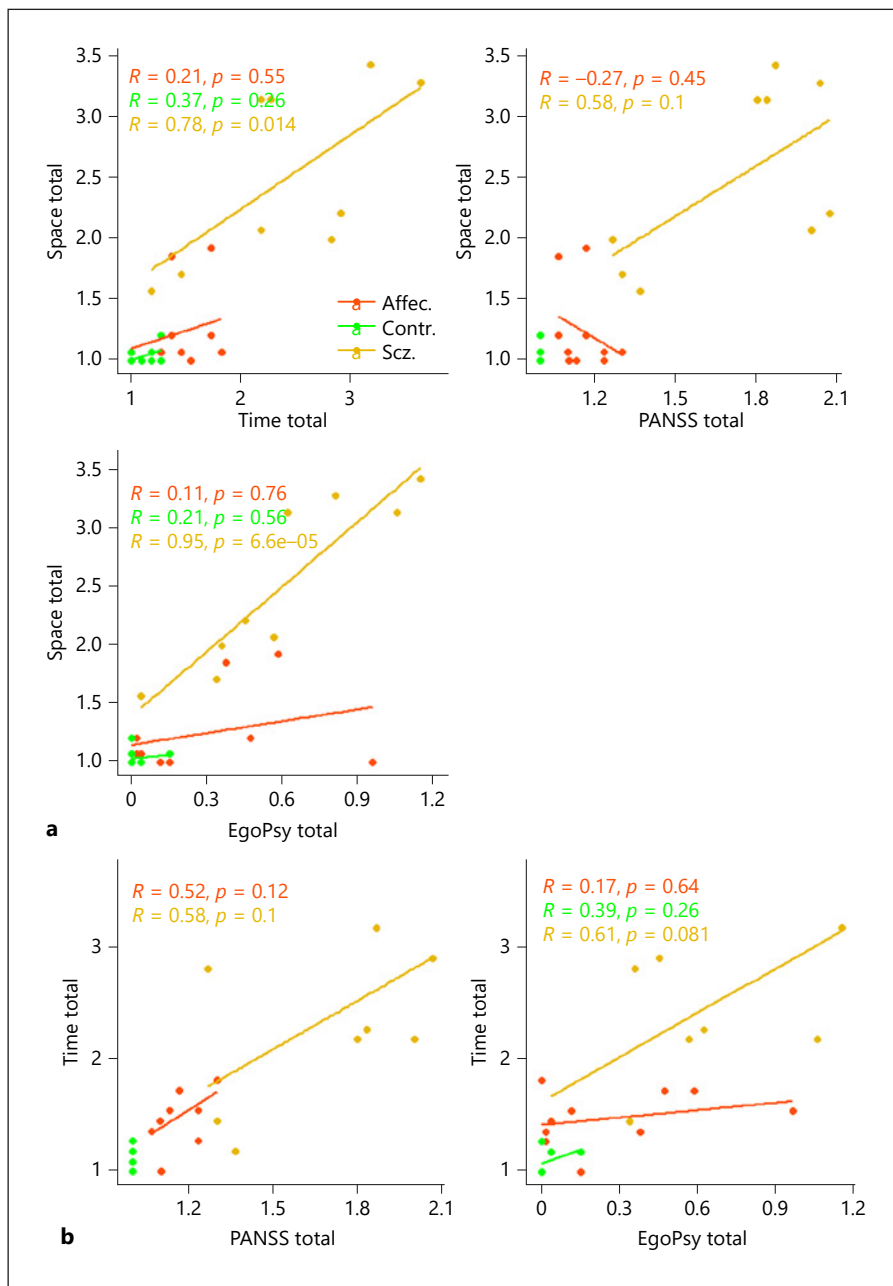 3.5
3.0
2.5
2.0
1.5
1.0
Space total
R = 0.21, p = 0.55
R = 0.37, p = 0.26
R = 0.78, p = 0.014
a Affec.
a Contr.
a Scz.
1
2
3
Time total
3.5
3.0
2.5
2.0
1.5
1.0
Space total
R = –0.27, p = 0.45
R = 0.58, p = 0.1
1.2
1.5
1.8
2.1
PANSS total
3.5
3.0
2.5
2.0
1.5
1.0
Space total
R = 0.11, p = 0.76
R = 0.21, p = 0.56
R = 0.95, p = 6.6e–05
0
0.3
0.6
0.9
1.2
EgoPsy total
a
3
2
1
Time total
R = 0.52, p = 0.12
R = 0.58, p = 0.1
1.2
1.5
1.8
2.1
PANSS total
3
2
1
Time total
R = 0.17, p = 0.64
R = 0.39, p = 0.26
R = 0.61, p = 0.081
0
0.3
0.6
0.9
1.2
EgoPsy total
b